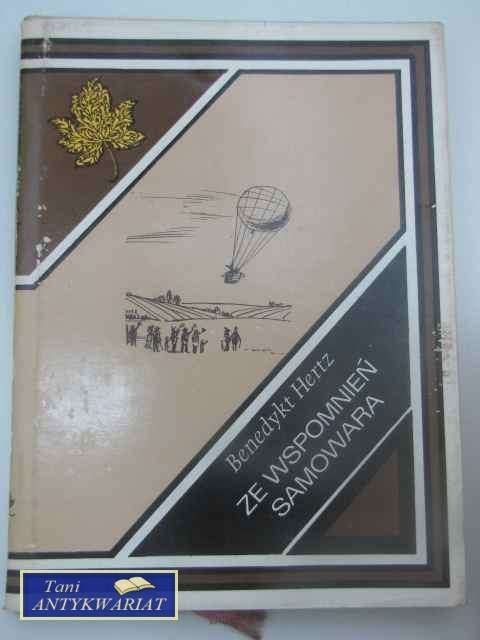 Benedykt Hertz
ZE WSPOMNIEŃ
SAMOWARA
Tani
ANTYKWARIAT